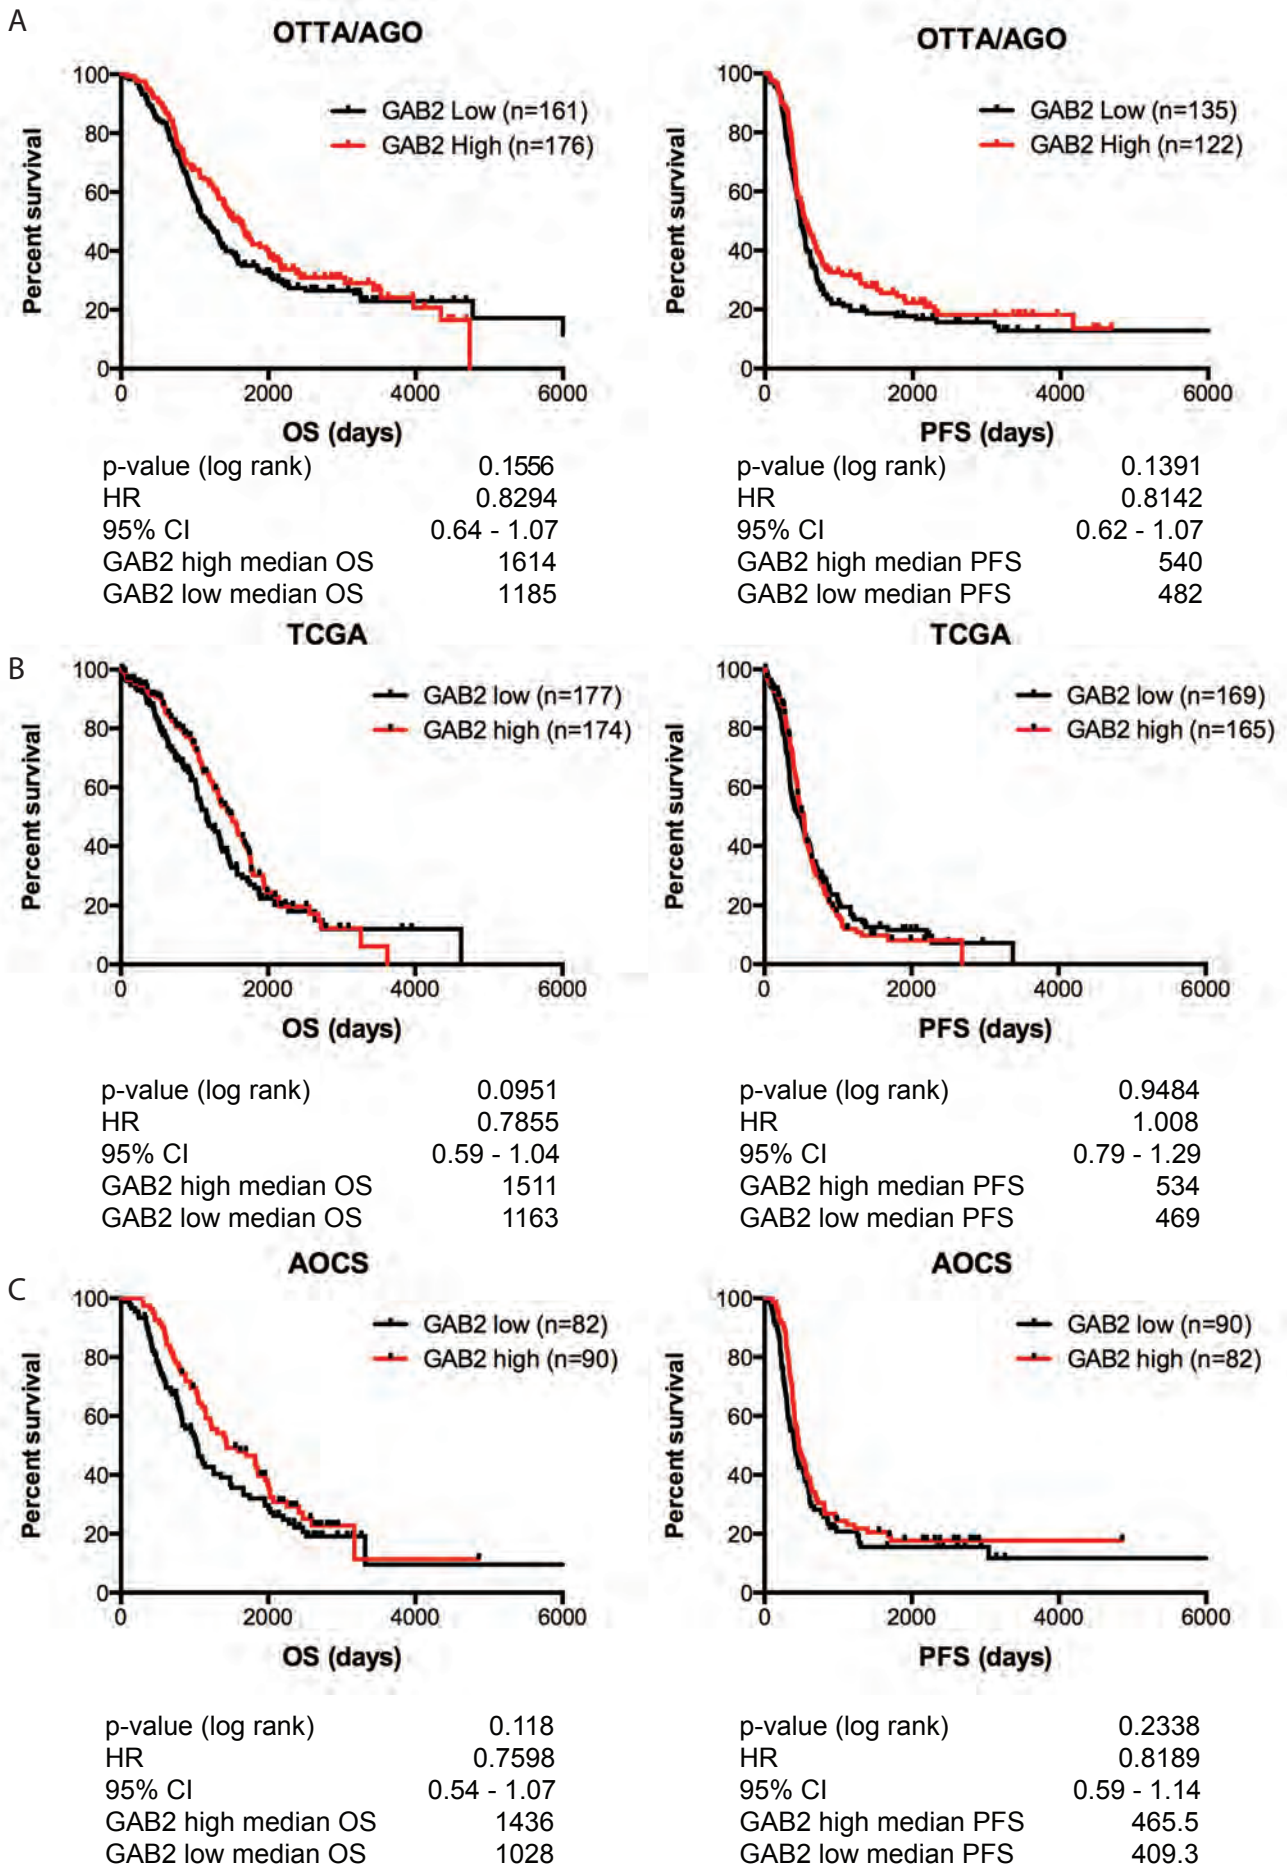 A
OTTA/AGO
Percent survival
100
80
60
40
20
0
GAB2 Low (n=161)
GAB2 High (n=176)
0 2000 4000 6000
OS (days)
p-value (log rank) 0.1556
HR 0.8294
95% CI 0.64 - 1.07
GAB2 high median OS 1614
GAB2 low median OS 1185
OTTA/AGO
Percent survival
100
80
60
40
20
0
GAB2 Low (n=135)
GAB2 High (n=122)
0 2000 4000 6000
PFS (days)
p-value (log rank) 0.1391
HR 0.8142
95% CI 0.62 - 1.07
GAB2 high median PFS 540
GAB2 low median PFS 482
B
TCGA
Percent survival
100
80
60
40
20
0
GAB2 low (n=177)
GAB2 high (n=174)
0 2000 4000 6000
OS (days)
p-value (log rank) 0.0951
HR 0.7855
95% CI 0.59 - 1.04
GAB2 high median OS 1511
GAB2 low median OS 1163
TCGA
Percent survival
100
80
60
40
20
0
GAB2 low (n=169)
GAB2 high (n=165)
0 2000 4000 6000
PFS (days)
p-value (log rank) 0.9484
HR 1.008
95% CI 0.79 - 1.29
GAB2 high median PFS 534
GAB2 low median PFS 469
C
AOCS
Percent survival
100
80
60
40
20
0
GAB2 low (n=82)
GAB2 high (n=90)
0 2000 4000 6000
OS (days)
p-value (log rank) 0.118
HR 0.7598
95% CI 0.54 - 1.07
GAB2 high median OS 1436
GAB2 low median OS 1028
AOCS
Percent survival
100
80
60
40
20
0
GAB2 low (n=90)
GAB2 high (n=82)
0 2000 4000 6000
PFS (days)
p-value (log rank) 0.2338
HR 0.8189
95% CI 0.59 - 1.14
GAB2 high median PFS 465.5
GAB2 low median PFS 409.3